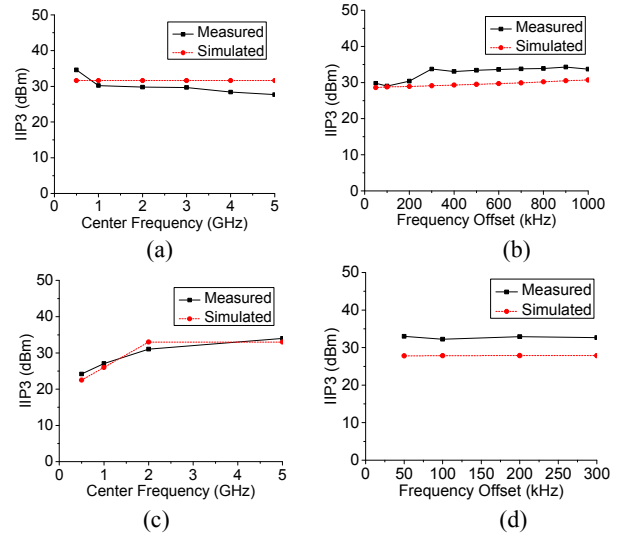 50
40
30
20
10
0
IIP3 (dBm)
Measured
Simulated
0 1 2 3 4 5
Center Frequency (GHz)
(a)
50
40
30
20
10
0
IIP3 (dBm)
Measured
Simulated
0 200 400 600 800 1000
Frequency Offset (kHz)
(b)
50
40
30
20
10
0
IIP3 (dBm)
Measured
Simulated
0 1 2 3 4 5
Center Frequency (GHz)
(c)
50
40
30
20
10
0
IIP3 (dBm)
Measured
Simulated
0 50 100 150 200 250 300
Frequency Offset (kHz)
(d)